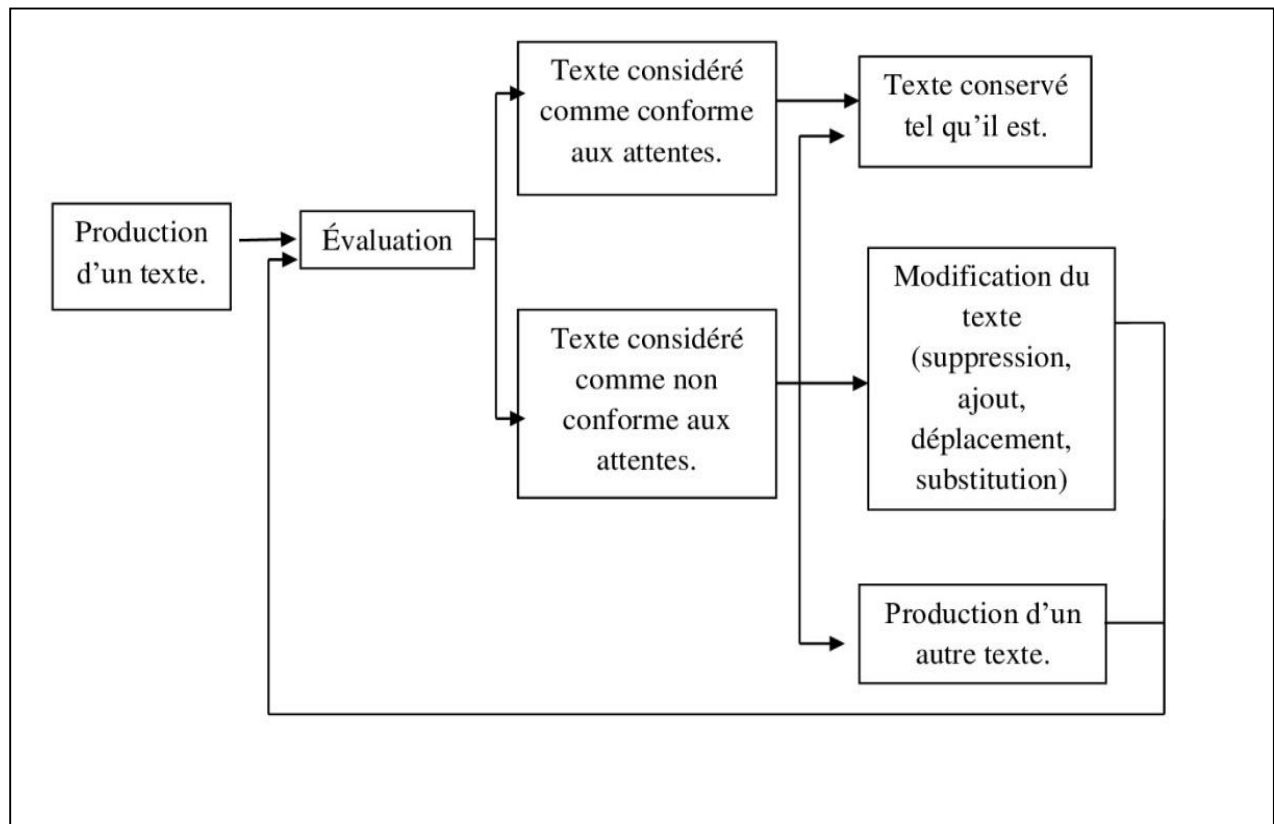 Production
d’un texte.
Évaluation
Texte considéré
comme conforme
aux attentes.
Texte considéré
comme non
conforme aux
attentes.
Texte conservé
tel qu’il est.
Modification du
texte
(suppression,
ajout,
déplacement,
substitution)
Production d’un
autre texte.